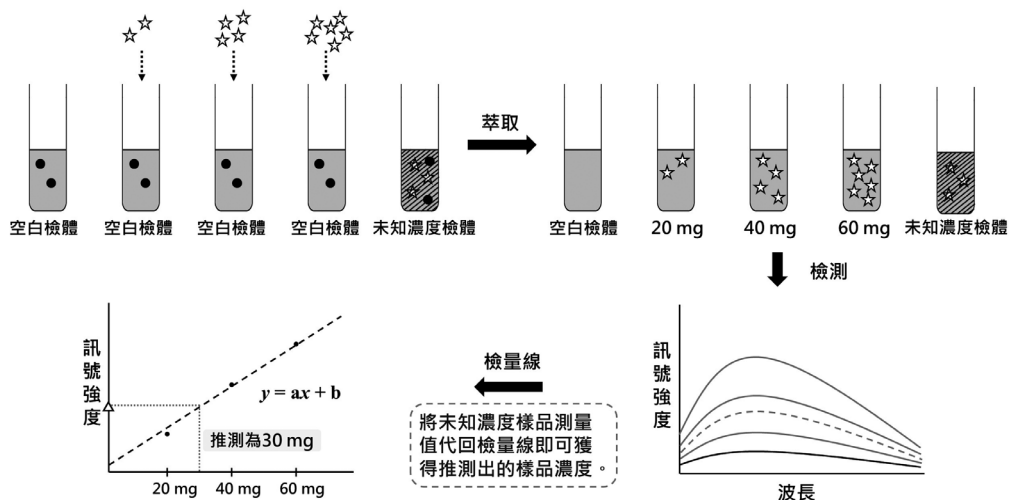 萃取
空白檢體
空白檢體
空白檢體
空白檢體
未知濃度檢體
空白檢體
20 mg
40 mg
60 mg
未知濃度檢體
檢測
訊號強度
y = ax + b
推測為30 mg
20 mg
40 mg
60 mg
檢量線
將未知濃度樣品測量
值代回檢量線即可獲
得推測出的樣品濃度。
訊號強度
波長